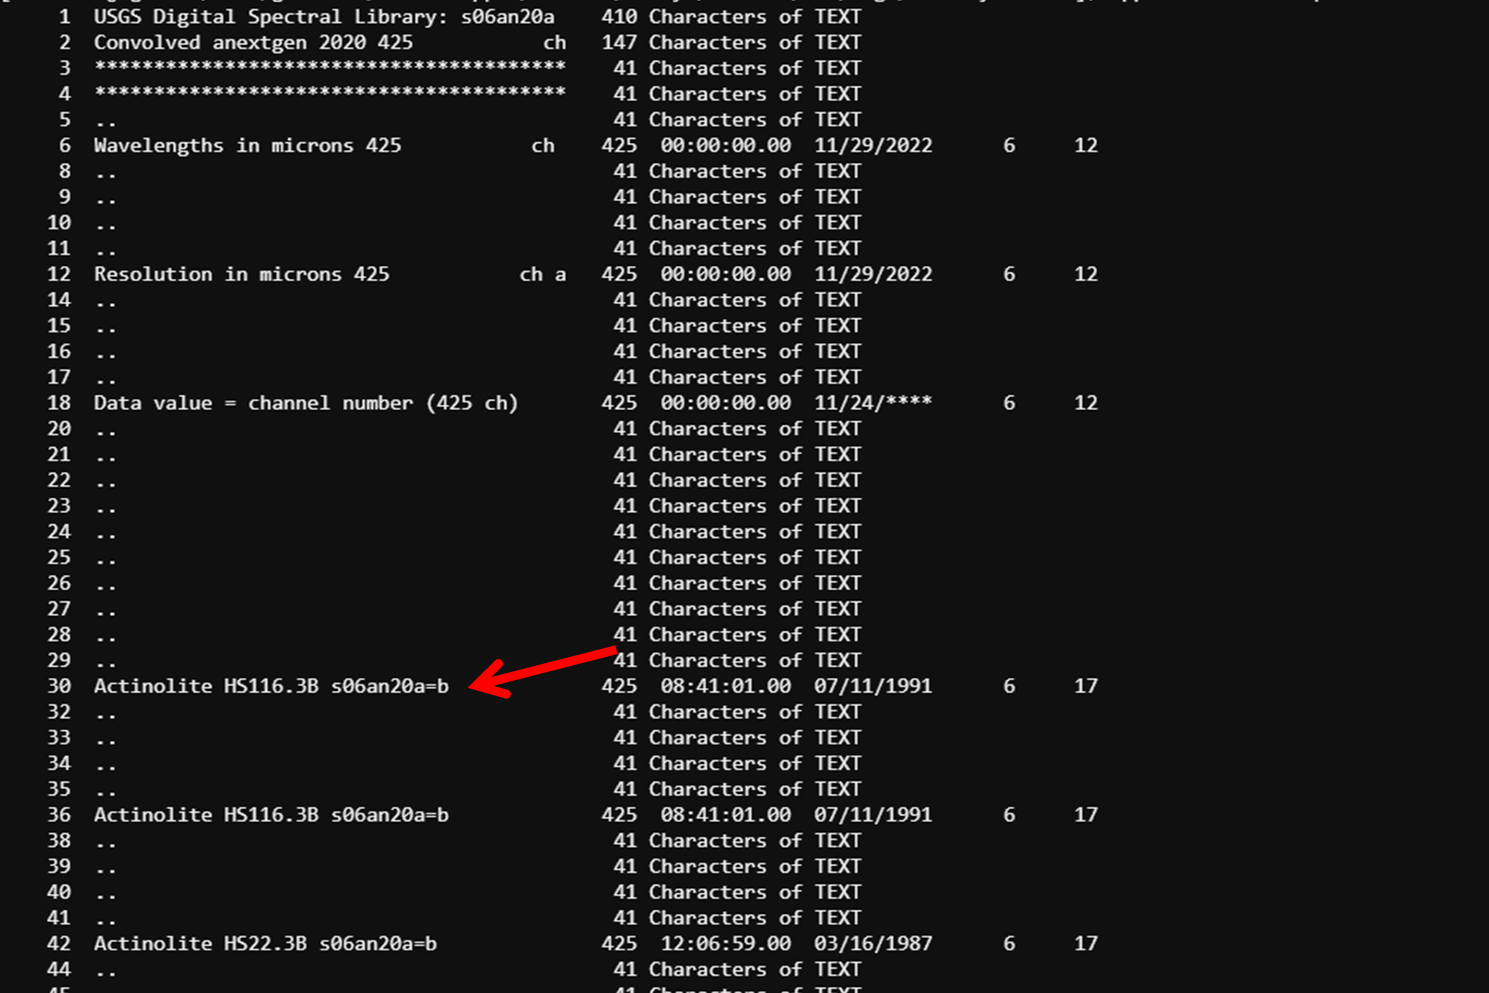 1 USGS Digital Spectral Library: s06an20a 410 Characters of TEXT
2 Convolved anextgen 2020 425 ch 147 Characters of TEXT
3 **************************************** 41 Characters of TEXT
4 **************************************** 41 Characters of TEXT
5 .. 41 Characters of TEXT
6 Wavelengths in microns 425 ch 425 00:00:00.00 11/29/2022 6 12
8 .. 41 Characters of TEXT
9 .. 41 Characters of TEXT
10 .. 41 Characters of TEXT
11 .. 41 Characters of TEXT
12 Resolution in microns 425 ch a 425 00:00:00.00 11/29/2022 6 12
14 .. 41 Characters of TEXT
15 .. 41 Characters of TEXT
16 .. 41 Characters of TEXT
17 .. 41 Characters of TEXT
18 Data value = channel number (425 ch) 425 00:00:00.00 11/24/**** 6 12
20 .. 41 Characters of TEXT
21 .. 41 Characters of TEXT
22 .. 41 Characters of TEXT
23 .. 41 Characters of TEXT
24 .. 41 Characters of TEXT
25 .. 41 Characters of TEXT
26 .. 41 Characters of TEXT
27 .. 41 Characters of TEXT
28 .. 41 Characters of TEXT
29 .. 41 Characters of TEXT
30 Actinolite HS116.3B s06an20a=b 425 08:41:01.00 07/11/1991 6 17
32 .. 41 Characters of TEXT
33 .. 41 Characters of TEXT
34 .. 41 Characters of TEXT
35 .. 41 Characters of TEXT
36 Actinolite HS116.3B s06an20a=b 425 08:41:01.00 07/11/1991 6 17
38 .. 41 Characters of TEXT
39 .. 41 Characters of TEXT
40 .. 41 Characters of TEXT
41 .. 41 Characters of TEXT
42 Actinolite HS22.3B s06an20a=b 425 12:06:59.00 03/16/1987 6 17
44 .. 41 Characters of TEXT